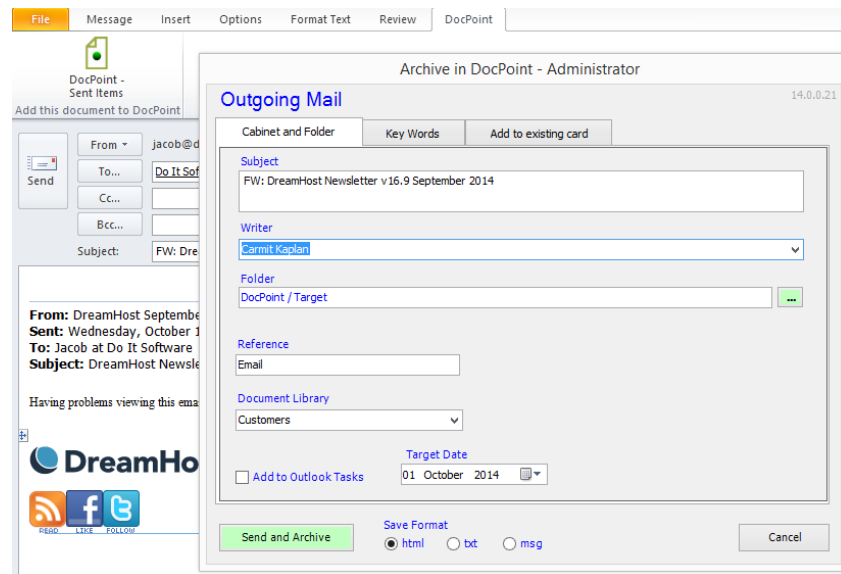 File Message Insert Options Format Text Review DocPoint
DocPoint -
Sent Items
Add this document to DocPoint
Send
From
jacob@d
To...
Do It Sof
Cc...
Bcc...
Subject:
FW: Dre
From: DreamHost Septembe
Sent: Wednesday, October 1
To: Jacob at Do It Software
Subject: DreamHost Newsle
Having problems viewing this ema
DreamHo
READ LIKE FOLLOW
Archive in DocPoint - Administrator
Outgoing Mail
14.0.0.21
Cabinet and Folder Key Words Add to existing card
Subject
FW: DreamHost Newsletter v16.9 September 2014
Writer
Carmit Kaplan
Folder
DocPoint / Target
...
Reference
Email
Document Library
Customers
Target Date
Add to Outlook Tasks
01 October 2014
Send and Archive
Save Format
html txt msg
Cancel